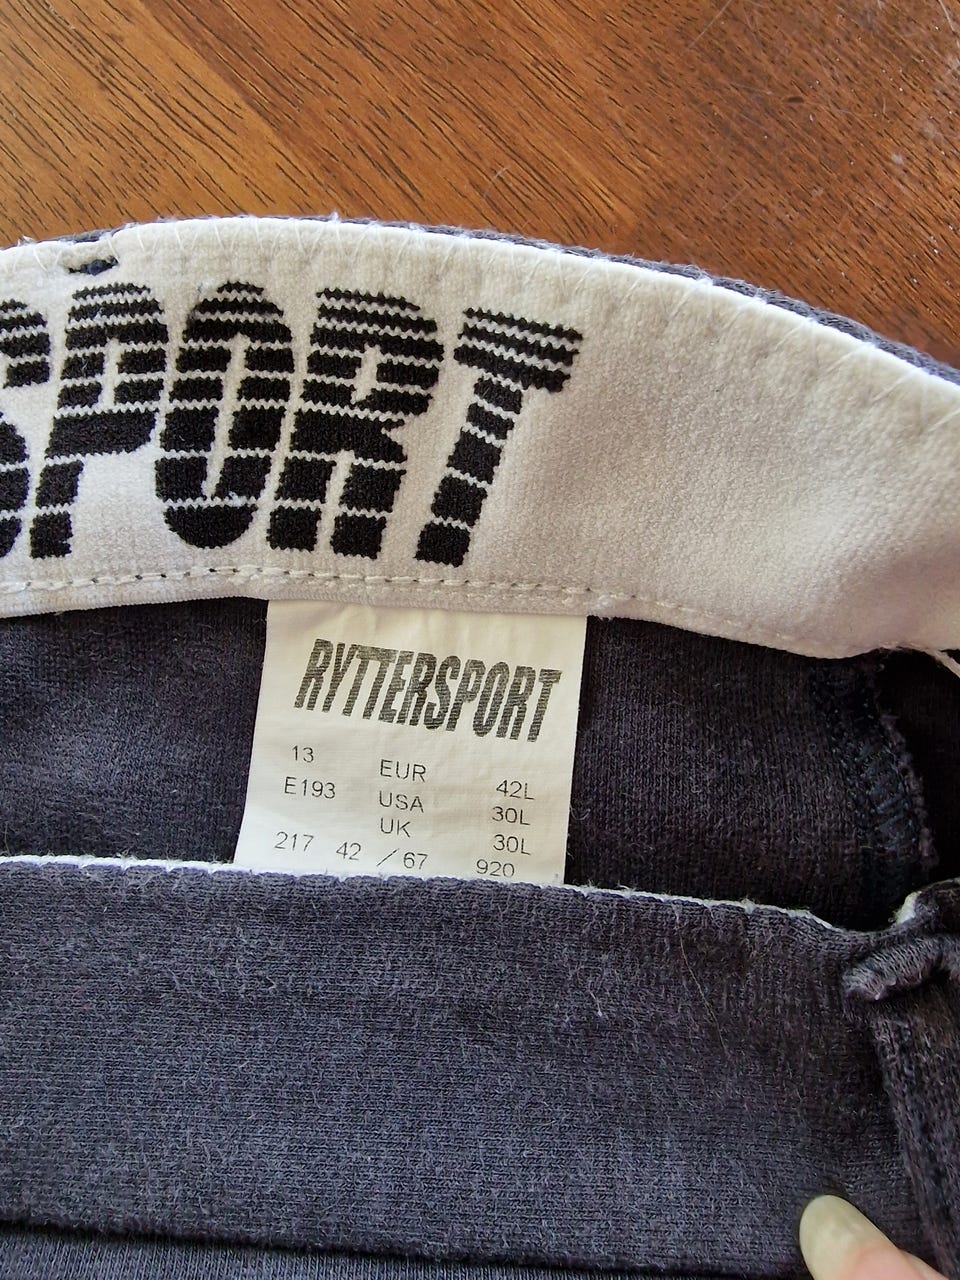 SPORT
RYTTERSPORT
13 EUR 42L
E193 USA 30L
UK 30L
217 42 / 67 920